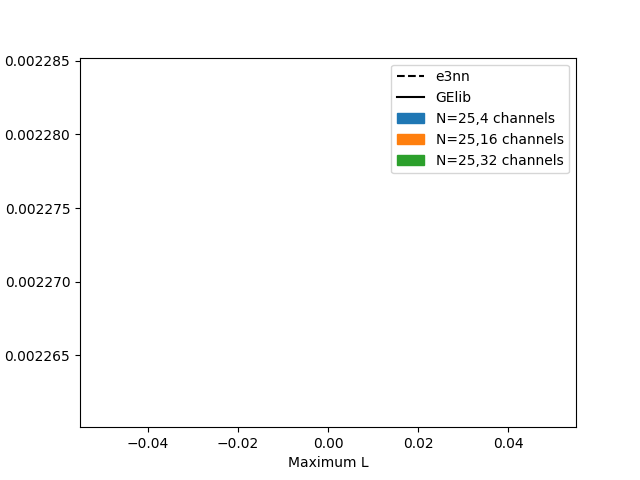 0.002285
0.002280
0.002275
0.002270
0.002265
−0.04
−0.02
0.00
0.02
0.04
Maximum L
e3nn
GElib
N=25,4 channels
N=25,16 channels
N=25,32 channels